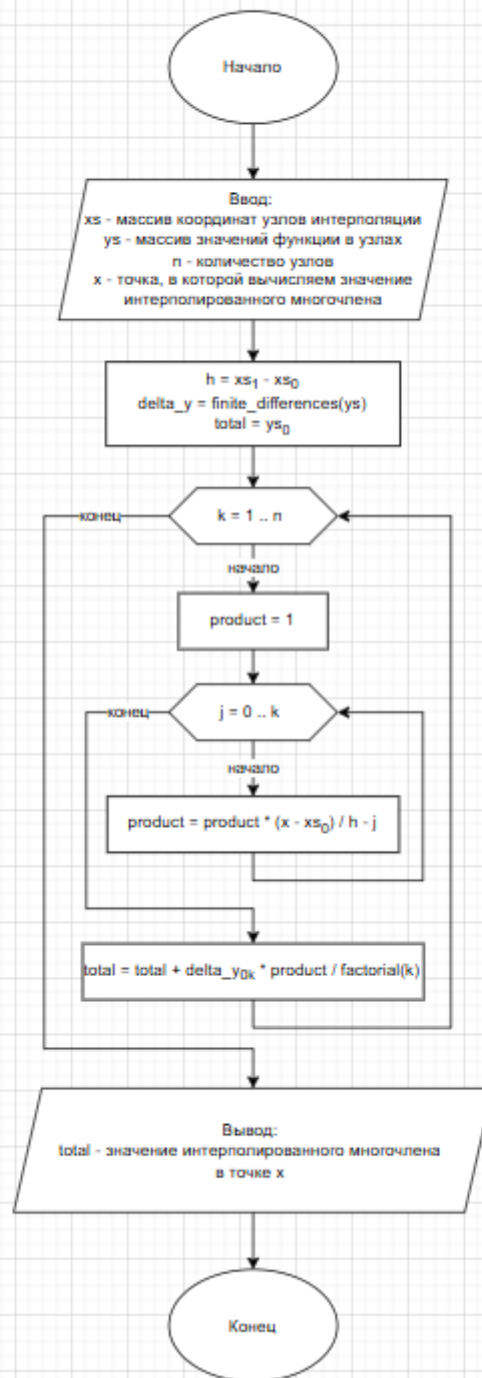 Начало
Ввод:
xs - массив координат узлов интерполяции
ys - массив значений функции в узлах
n - количество узлов
x - точка, в которой вычисляем значение
интерполированного многочлена
h = xs₁ - xs₀
delta_y = finite_differences(ys)
total = ys₀
k = 1 .. n
конец
начало
product = 1
j = 0 .. k
конец
начало
product = product * (x - xs₀) / h - j
total = total + delta_y₀ₖ * product / factorial(k)
Вывод:
total - значение интерполированного многочлена
в точке x
Конец